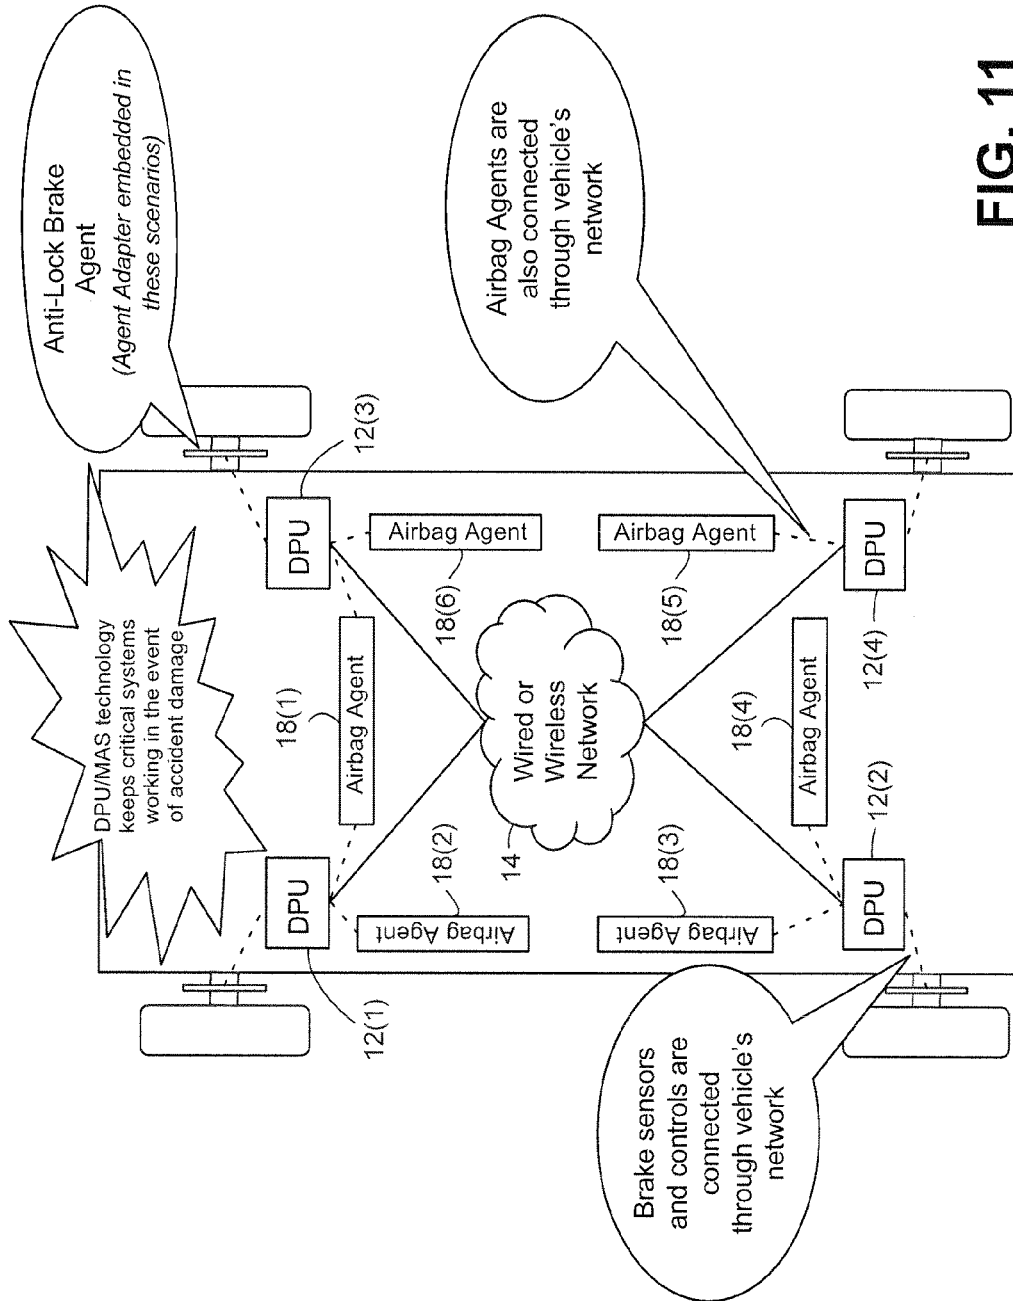 Anti-Lock Brake
Agent
(Agent Adapter embedded in
these scenarios)
DPU/MAS technology
keeps critical systems
working in the event
of accident damage
Airbag Agents are
also connected
through vehicle's
network
Brake sensors
and controls are
connected
through vehicle's
network
12(3)
DPU
Airbag Agent
18(6)
18(1)
Airbag Agent
DPU
12(1)
Airbag Agent
18(2)
14
Wired or
Wireless
Network
Airbag Agent
18(5)
DPU
12(4)
18(4)
Airbag Agent
18(3)
Airbag Agent
12(2)
DPU
FIG. 11